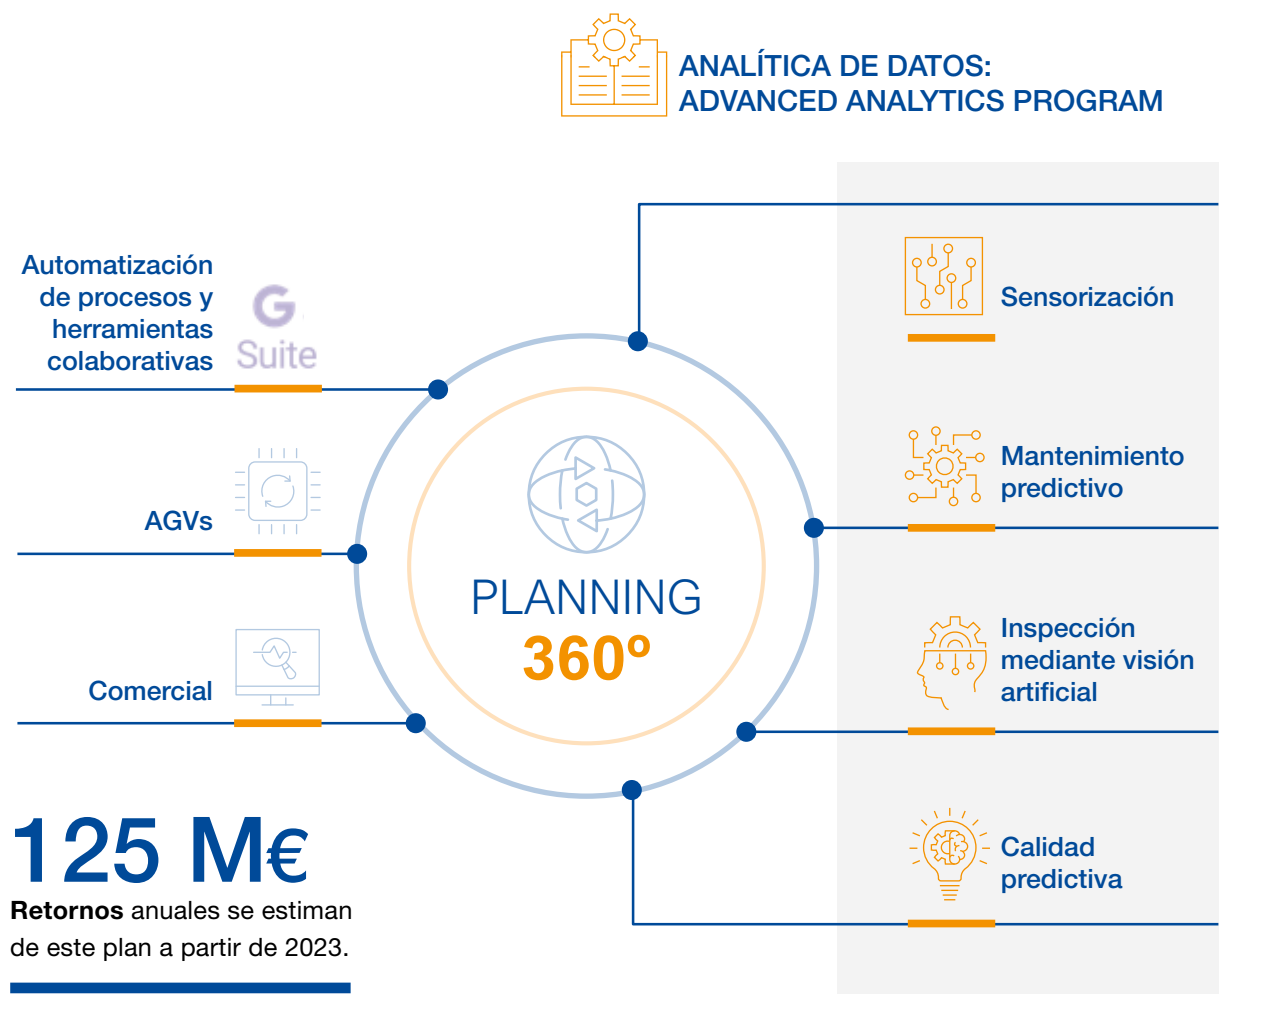 ANALÍTICA DE DATOS:
ADVANCED ANALYTICS PROGRAM
Automatización
de procesos y
herramientas
colaborativas
G
Suite
AGVs
Comercial
PLANNING
360º
Sensorización
Mantenimiento
predictivo
Inspección
mediante visión
artificial
Calidad
predictiva
125 M€
Retornos anuales se estiman
de este plan a partir de 2023.